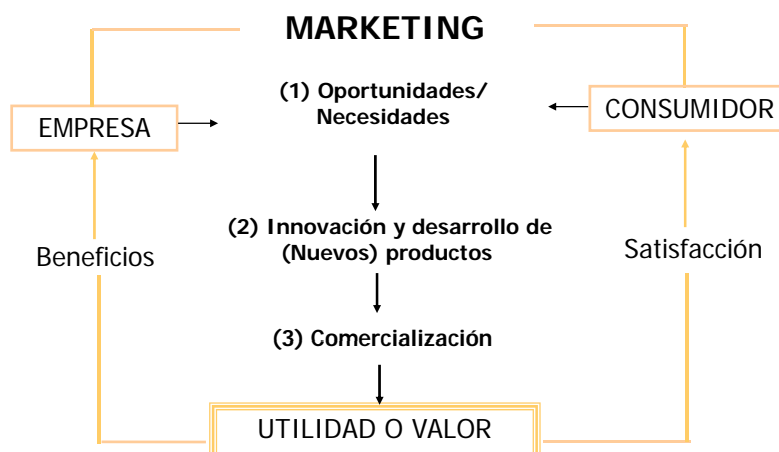 MARKETING
(1) Oportunidades/
Necesidades
EMPRESA
CONSUMIDOR
(2) Innovación y desarrollo de
(Nuevos) productos
Beneficios
Satisfacción
(3) Comercialización
UTILIDAD O VALOR